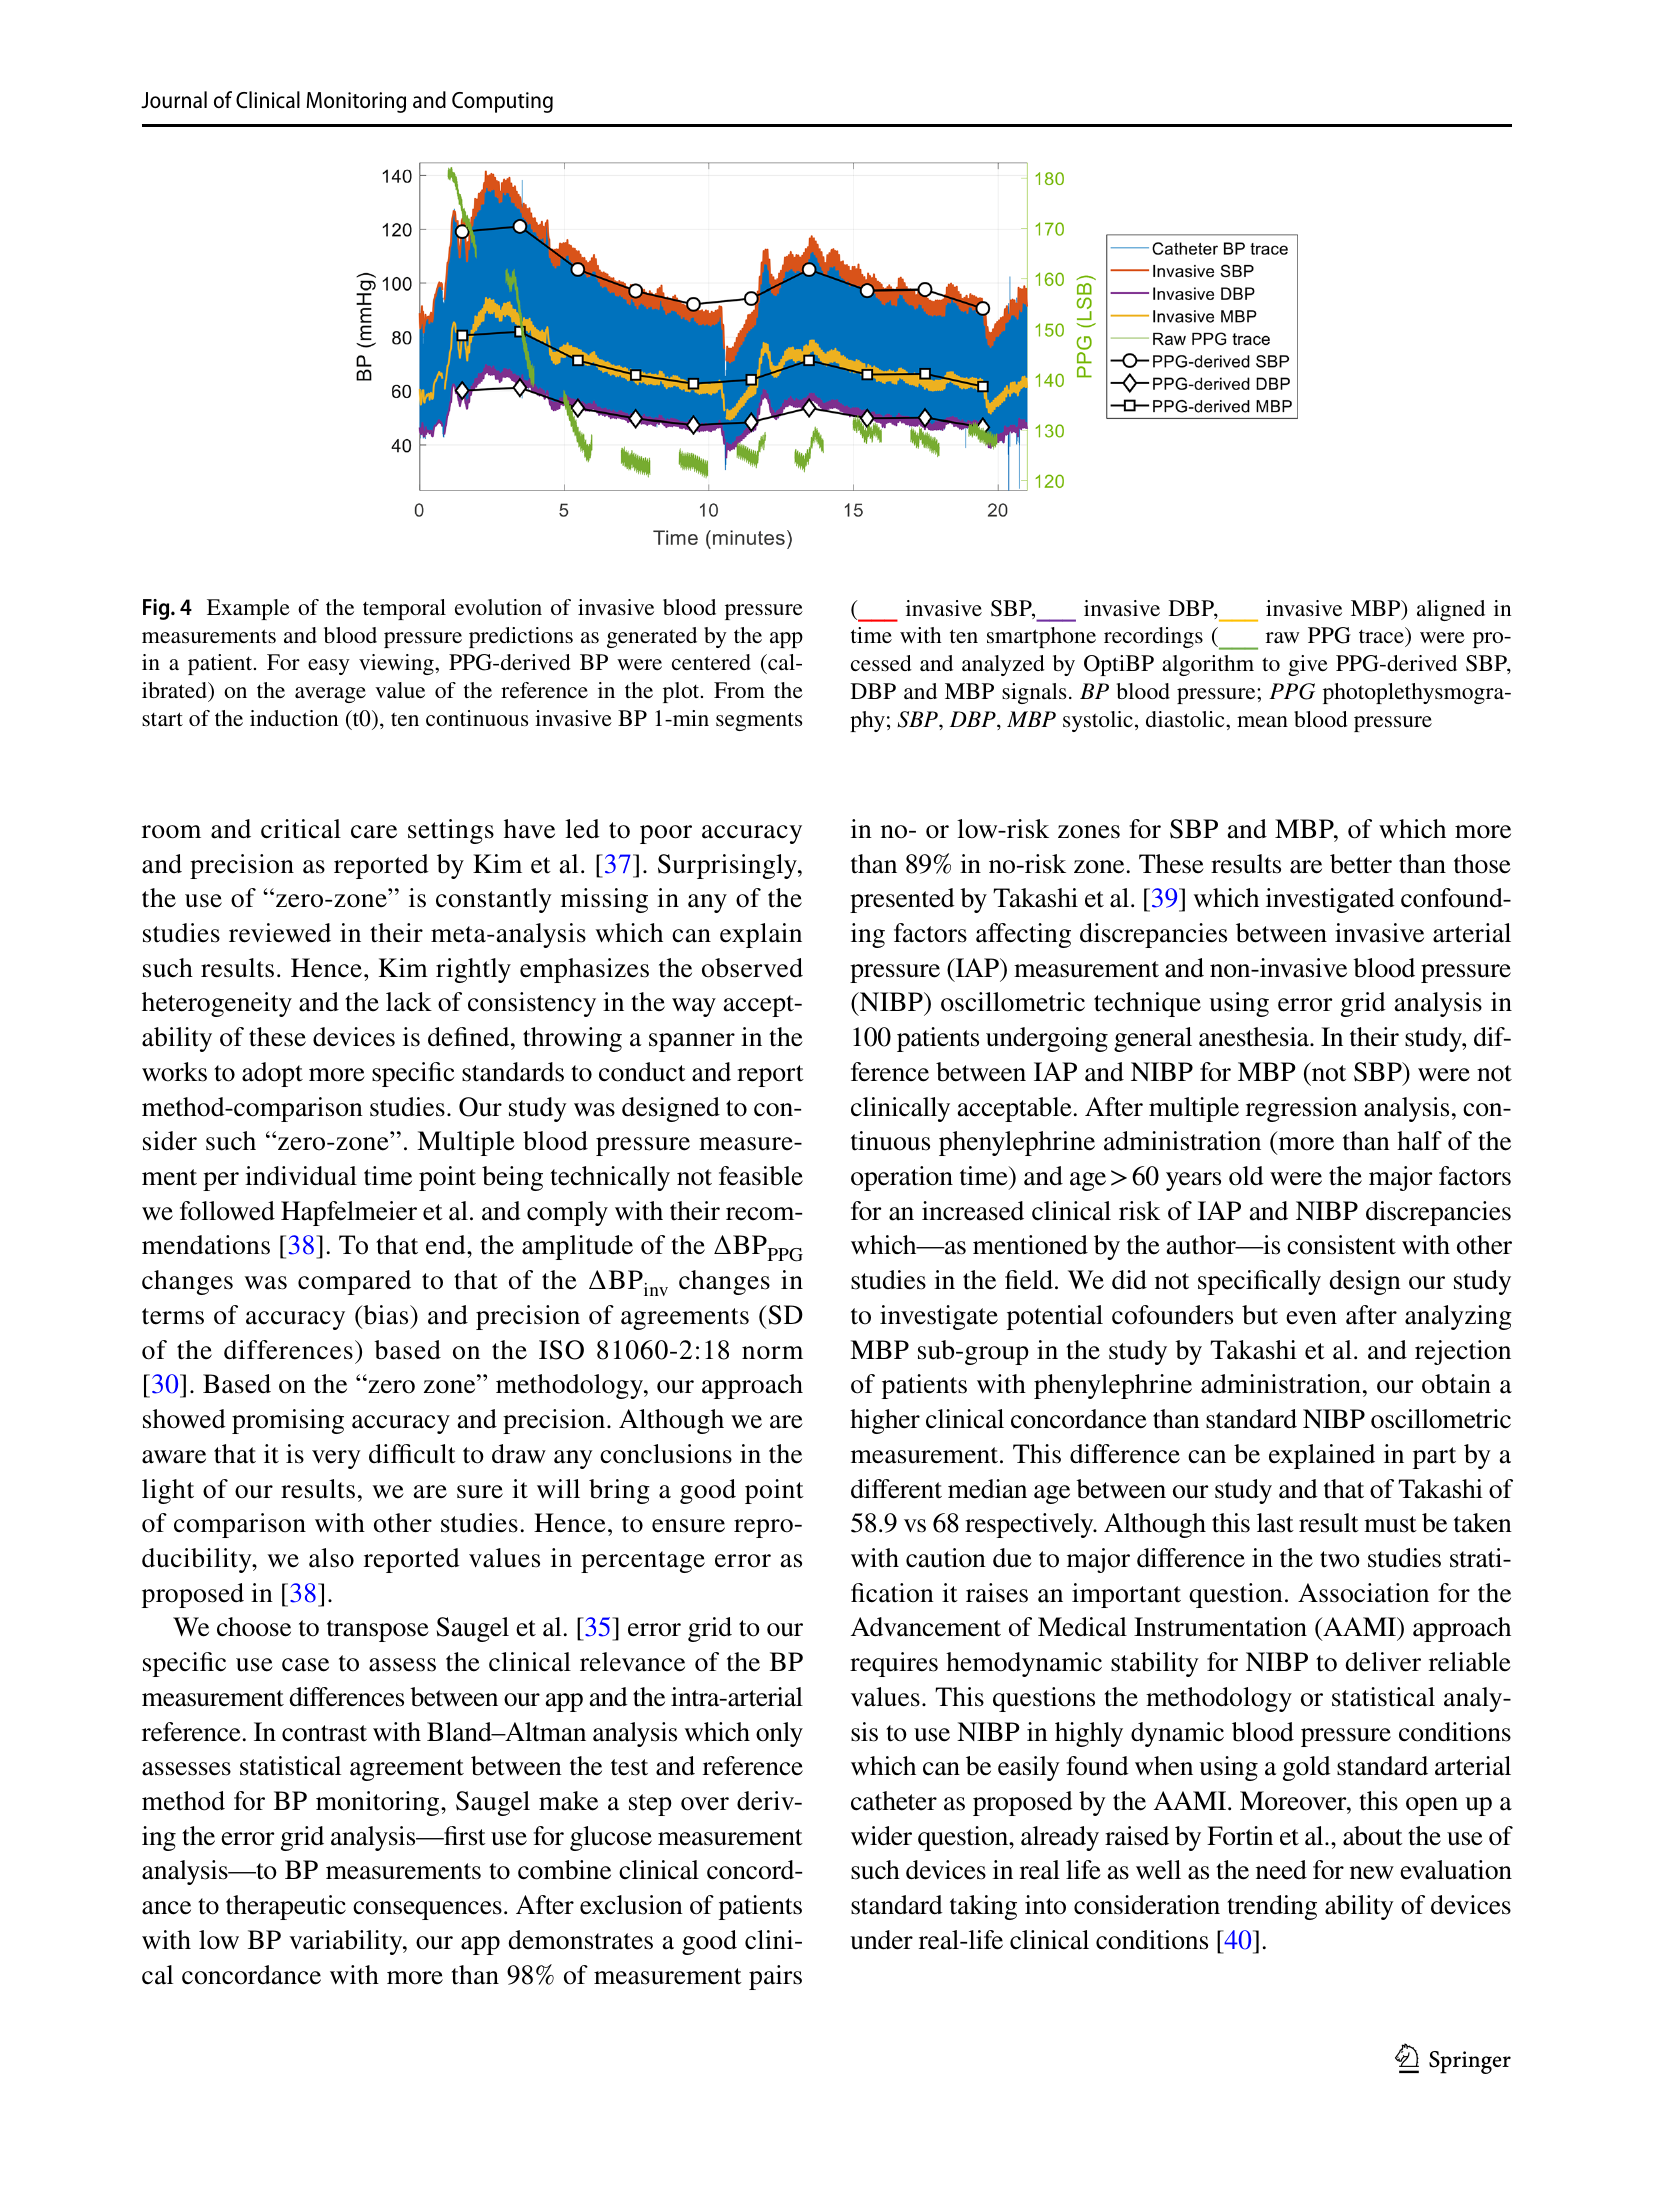 Journal of Clinical Monitoring and Computing
140
120
100
80
60
40
BP (mmHg)
0
5
10
15
20
Time (minutes)
180
170
160
150
140
130
120
PPG (LSB)
Catheter BP trace
Invasive SBP
Invasive DBP
Invasive MBP
Raw PPG trace
PPG-derived SBP
PPG-derived DBP
PPG-derived MBP
Fig. 4 Example of the temporal evolution of invasive blood pressure
measurements and blood pressure predictions as generated by the app
in a patient. For easy viewing, PPG-derived BP were centered (cal-
ibrated) on the average value of the reference in the plot. From the
start of the induction (t0), ten continuous invasive BP 1-min segments
(___ invasive SBP,___ invasive DBP,___ invasive MBP) aligned in
time with ten smartphone recordings (___ raw PPG trace) were pro-
cessed and analyzed by OptiBP algorithm to give PPG-derived SBP,
DBP and MBP signals. BP blood pressure; PPG photoplethysmogra-
phy; SBP, DBP, MBP systolic, diastolic, mean blood pressure
room and critical care settings have led to poor accuracy
and precision as reported by Kim et al. [37]. Surprisingly,
the use of “zero-zone” is constantly missing in any of the
studies reviewed in their meta-analysis which can explain
such results. Hence, Kim rightly emphasizes the observed
heterogeneity and the lack of consistency in the way accept-
ability of these devices is defined, throwing a spanner in the
works to adopt more specific standards to conduct and report
method-comparison studies. Our study was designed to con-
sider such “zero-zone”. Multiple blood pressure measure-
ment per individual time point being technically not feasible
we followed Hapfelmeier et al. and comply with their recom-
mendations [38]. To that end, the amplitude of the ΔBPPPG
changes was compared to that of the ΔBPinv changes in
terms of accuracy (bias) and precision of agreements (SD
of the differences) based on the ISO 81060-2:18 norm
[30]. Based on the “zero zone” methodology, our approach
showed promising accuracy and precision. Although we are
aware that it is very difficult to draw any conclusions in the
light of our results, we are sure it will bring a good point
of comparison with other studies. Hence, to ensure repro-
ducibility, we also reported values in percentage error as
proposed in [38].
We choose to transpose Saugel et al. [35] error grid to our
specific use case to assess the clinical relevance of the BP
measurement differences between our app and the intra-arterial
reference. In contrast with Bland–Altman analysis which only
assesses statistical agreement between the test and reference
method for BP monitoring, Saugel make a step over deriv-
ing the error grid analysis—first use for glucose measurement
analysis—to BP measurements to combine clinical concord-
ance to therapeutic consequences. After exclusion of patients
with low BP variability, our app demonstrates a good clini-
cal concordance with more than 98% of measurement pairs
in no- or low-risk zones for SBP and MBP, of which more
than 89% in no-risk zone. These results are better than those
presented by Takashi et al. [39] which investigated confound-
ing factors affecting discrepancies between invasive arterial
pressure (IAP) measurement and non-invasive blood pressure
(NIBP) oscillometric technique using error grid analysis in
100 patients undergoing general anesthesia. In their study, dif-
ference between IAP and NIBP for MBP (not SBP) were not
clinically acceptable. After multiple regression analysis, con-
tinuous phenylephrine administration (more than half of the
operation time) and age > 60 years old were the major factors
for an increased clinical risk of IAP and NIBP discrepancies
which—as mentioned by the author—is consistent with other
studies in the field. We did not specifically design our study
to investigate potential cofounders but even after analyzing
MBP sub-group in the study by Takashi et al. and rejection
of patients with phenylephrine administration, our obtain a
higher clinical concordance than standard NIBP oscillometric
measurement. This difference can be explained in part by a
different median age between our study and that of Takashi of
58.9 vs 68 respectively. Although this last result must be taken
with caution due to major difference in the two studies strati-
fication it raises an important question. Association for the
Advancement of Medical Instrumentation (AAMI) approach
requires hemodynamic stability for NIBP to deliver reliable
values. This questions the methodology or statistical analy-
sis to use NIBP in highly dynamic blood pressure conditions
which can be easily found when using a gold standard arterial
catheter as proposed by the AAMI. Moreover, this open up a
wider question, already raised by Fortin et al., about the use of
such devices in real life as well as the need for new evaluation
standard taking into consideration trending ability of devices
under real-life clinical conditions [40].
Springer